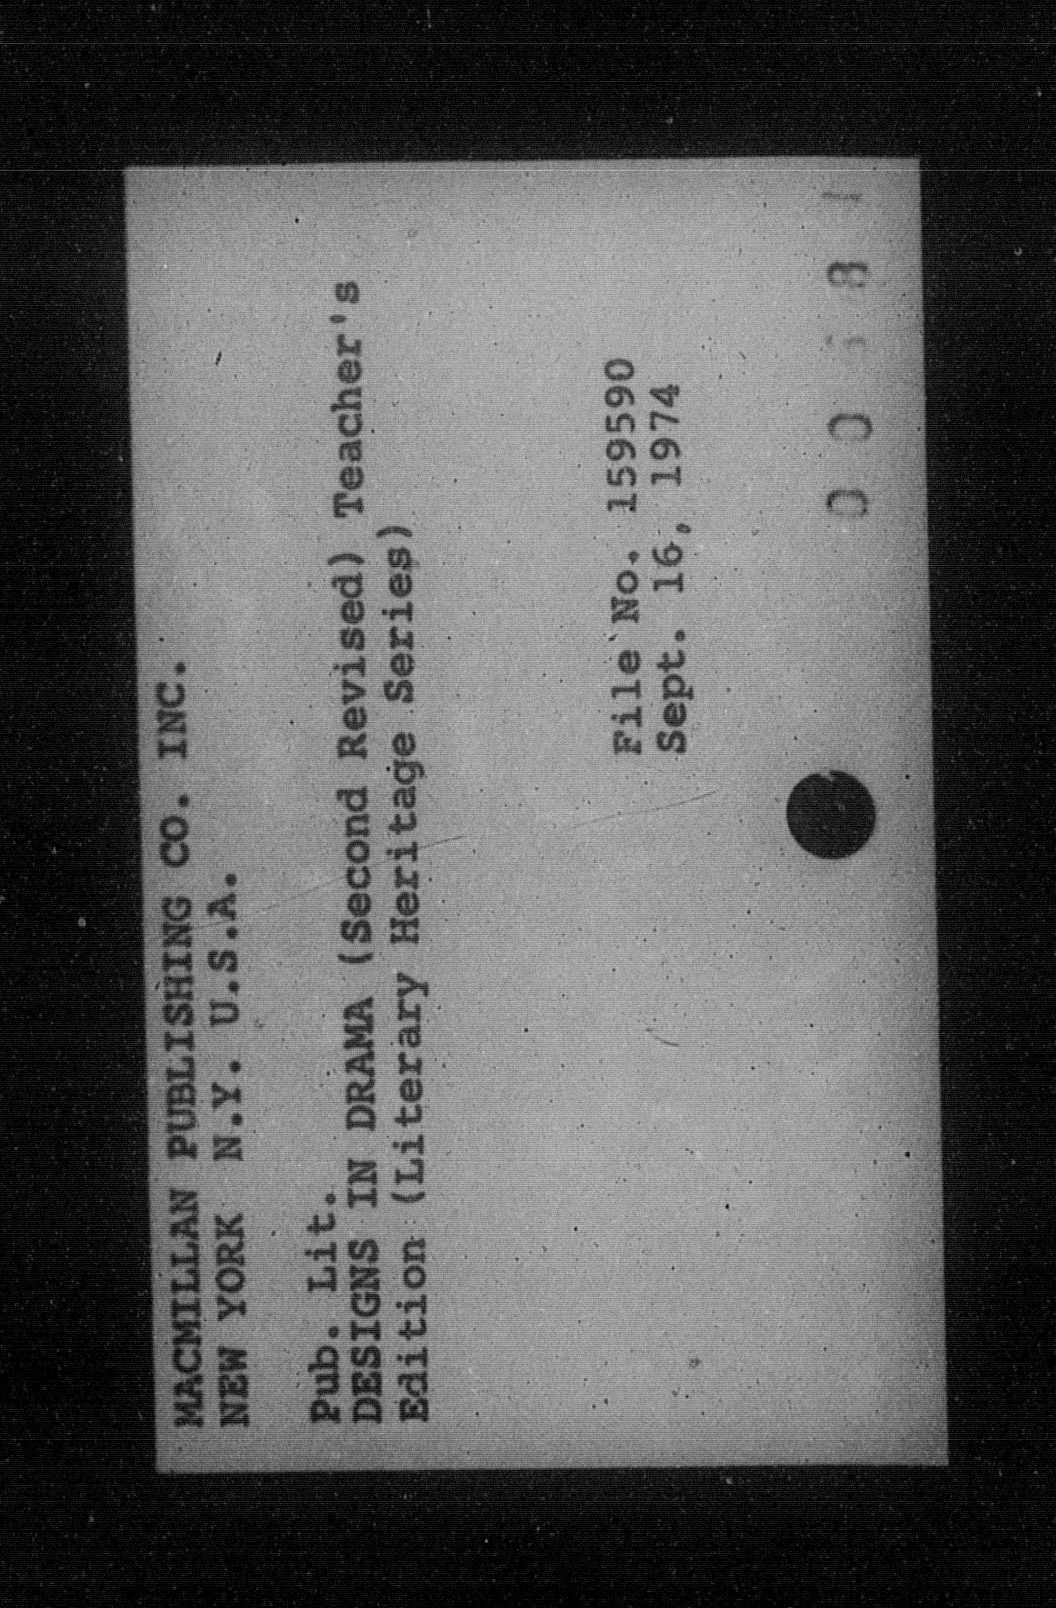 MACMILLAN PUBLISHING CO. INC.
NEW YORK N.Y. U.S.A.
Pub. Lit.
DESIGNS IN DRAMA (Second Revised) Teacher's
Edition (Literary Heritage Series)
File No. 159590
Sept. 16, 1974